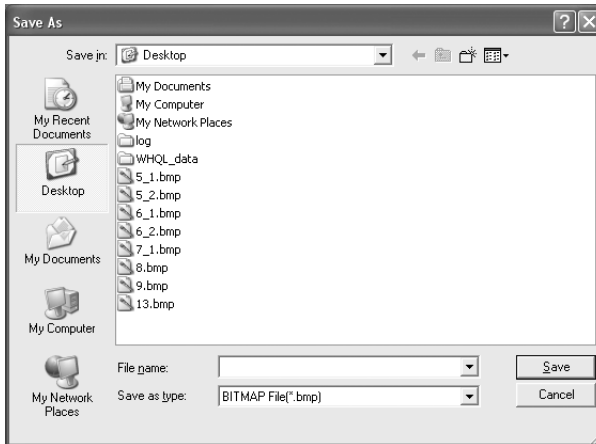 Save As
Save in:
Desktop
My Recent
Documents
Desktop
My Documents
My Computer
My Network
Places
My Documents
My Computer
My Network Places
log
WHQL_data
5_1.bmp
5_2.bmp
6_1.bmp
6_2.bmp
7_1.bmp
8.bmp
9.bmp
13.bmp
File name:
Save
Save as type:
BITMAP File(*.bmp)
Cancel